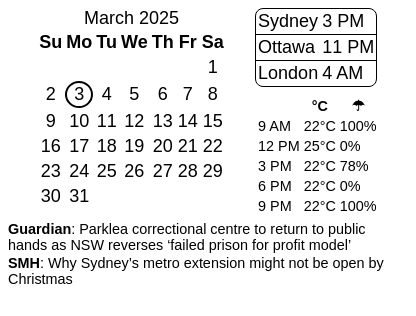 March 2025
Su Mo Tu We Th Fr Sa
1
2 3 4 5 6 7 8
9 10 11 12 13 14 15
16 17 18 19 20 21 22
23 24 25 26 27 28 29
30 31
Sydney 3 PM
Ottawa 11 PM
London 4 AM
°C ☂
9 AM 22°C 100%
12 PM 25°C 0%
3 PM 22°C 78%
6 PM 22°C 0%
9 PM 22°C 100%
Guardian: Parklea correctional centre to return to public
hands as NSW reverses ‘failed prison for profit model’
SMH: Why Sydney’s metro extension might not be open by
Christmas